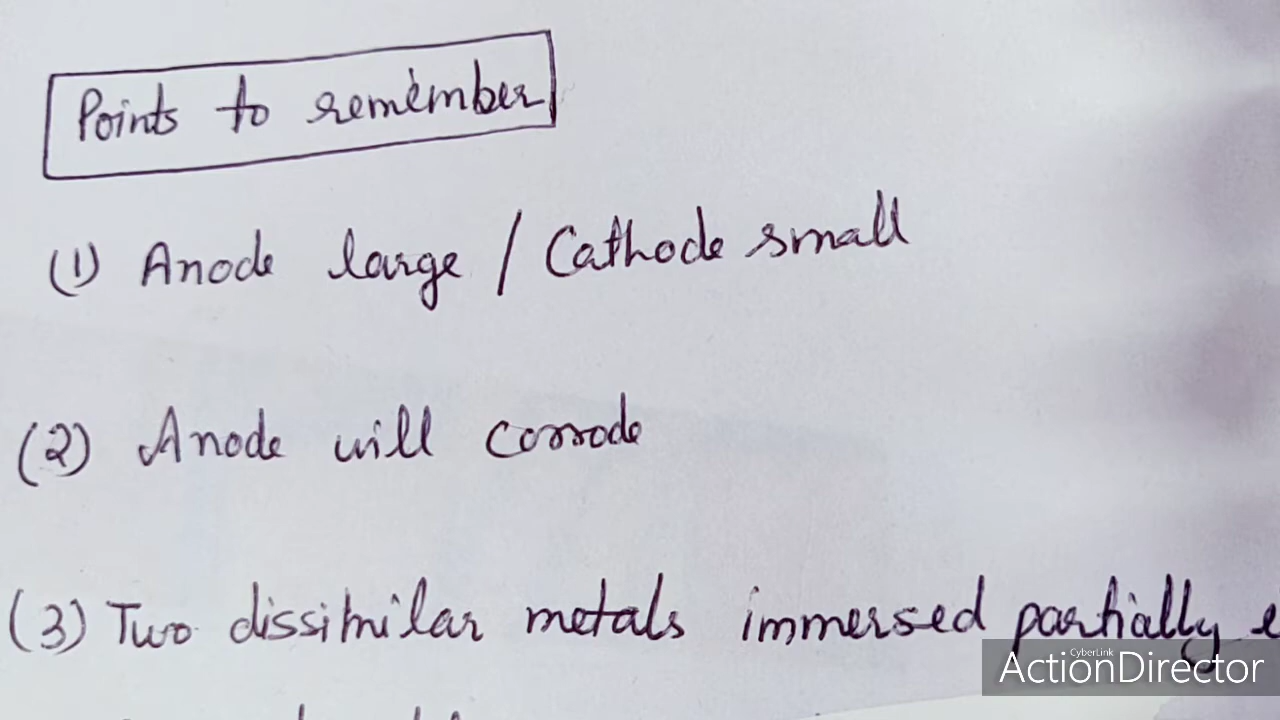 Points to remember
(1) Anode large / Cathode small
(2) Anode will corrode
(3) Two dissimilar metals immersed partially
CyberLink
ActionDirector